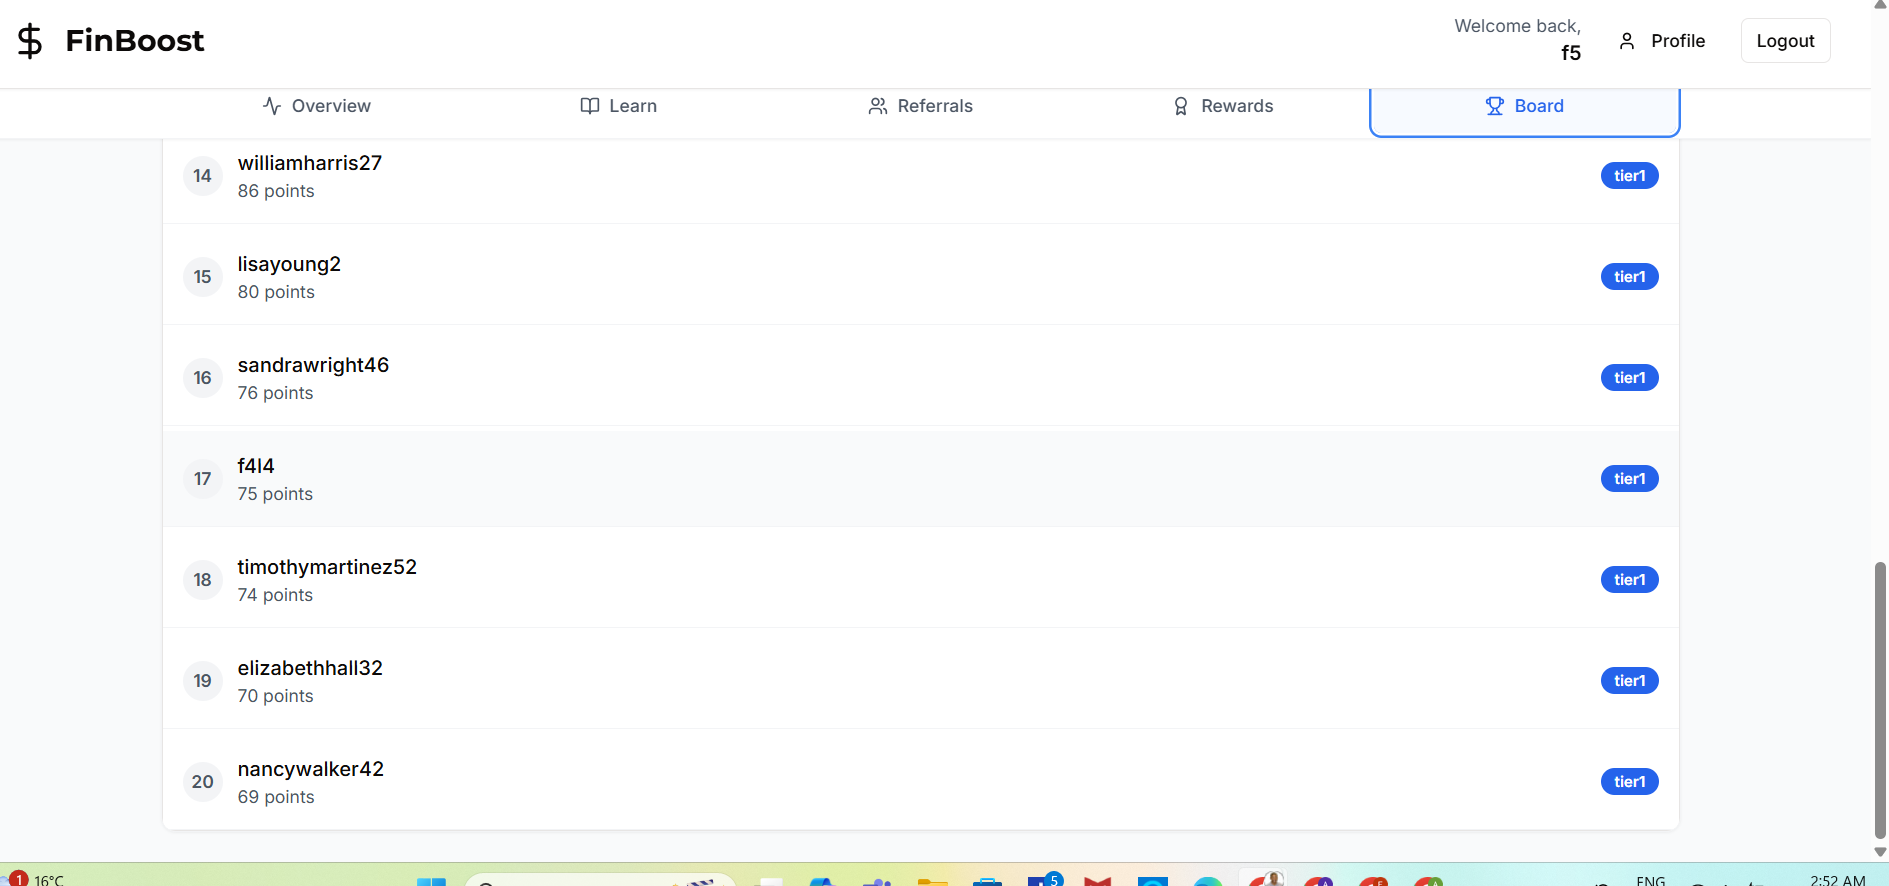 FinBoost
Welcome back,
f5
Profile
Logout
Overview
Learn
Referrals
Rewards
Board
14
williamharris27
86 points
tier1
15
lisayoung2
80 points
tier1
16
sandrawright46
76 points
tier1
17
f4l4
75 points
tier1
18
timothymartinez52
74 points
tier1
19
elizabethhall32
70 points
tier1
20
nancywalker42
69 points
tier1
1
16°C
5
ENG
2:52 AM